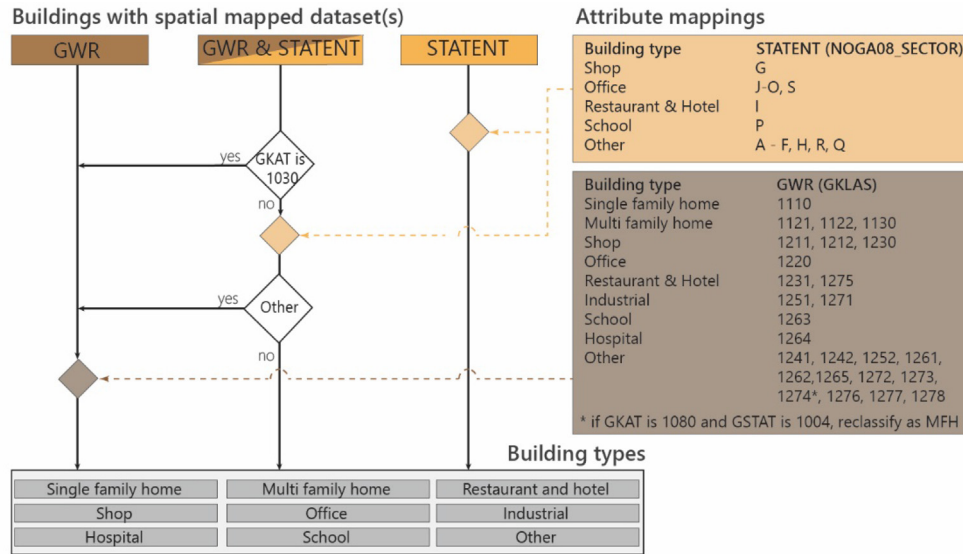 Buildings with spatial mapped dataset(s)
GWR
GWR & STATENT
STATENT
yes
GKAT is
1030
no
yes
Other
no
Attribute mappings
Building type STATENT (NOGA08_SECTOR)
Shop G
Office J-O, S
Restaurant & Hotel I
School P
Other A - F, H, R, Q
Building type GWR (GKLAS)
Single family home 1110
Multi family home 1121, 1122, 1130
Shop 1211, 1212, 1230
Office 1220
Restaurant & Hotel 1231, 1275
Industrial 1251, 1271
School 1263
Hospital 1264
Other 1241, 1242, 1252, 1261,
1262,1265, 1272, 1273,
1274*, 1276, 1277, 1278
* if GKAT is 1080 and GSTAT is 1004, reclassify as MFH
Building types
Single family home Multi family home Restaurant and hotel
Shop Office Industrial
Hospital School Other